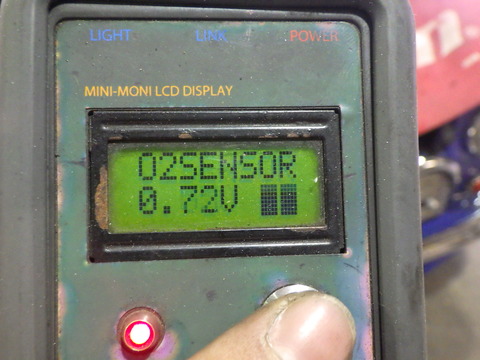 LIGHT LINK POWER
MINI-MONI LCD DISPLAY
O2SENSOR
0.72V